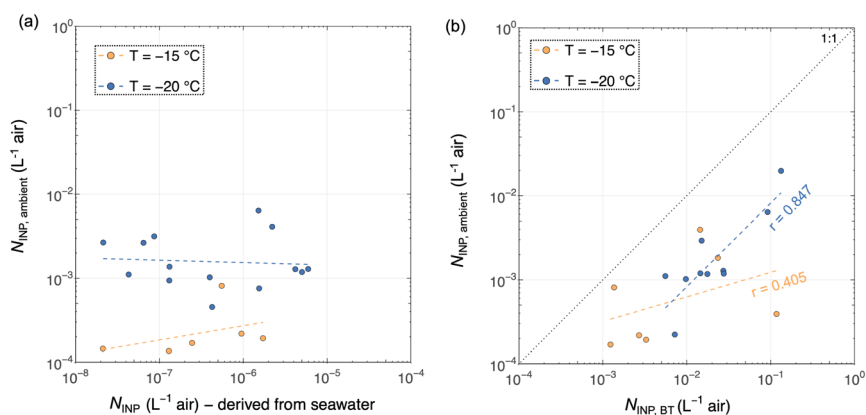 (a)
10⁰
10⁻¹
10⁻²
10⁻³
10⁻⁴
N_INP, ambient (L⁻¹ air)
T = −15 °C
T = −20 °C
10⁻⁸ 10⁻⁷ 10⁻⁶ 10⁻⁵ 10⁻⁴
N_INP (L⁻¹ air) – derived from seawater
(b)
10⁰
10⁻¹
10⁻²
10⁻³
10⁻⁴
N_INP, ambient (L⁻¹ air)
T = −15 °C
T = −20 °C
1:1
r = 0.847
r = 0.405
10⁻⁴ 10⁻³ 10⁻² 10⁻¹ 10⁰
N_INP, BT (L⁻¹ air)